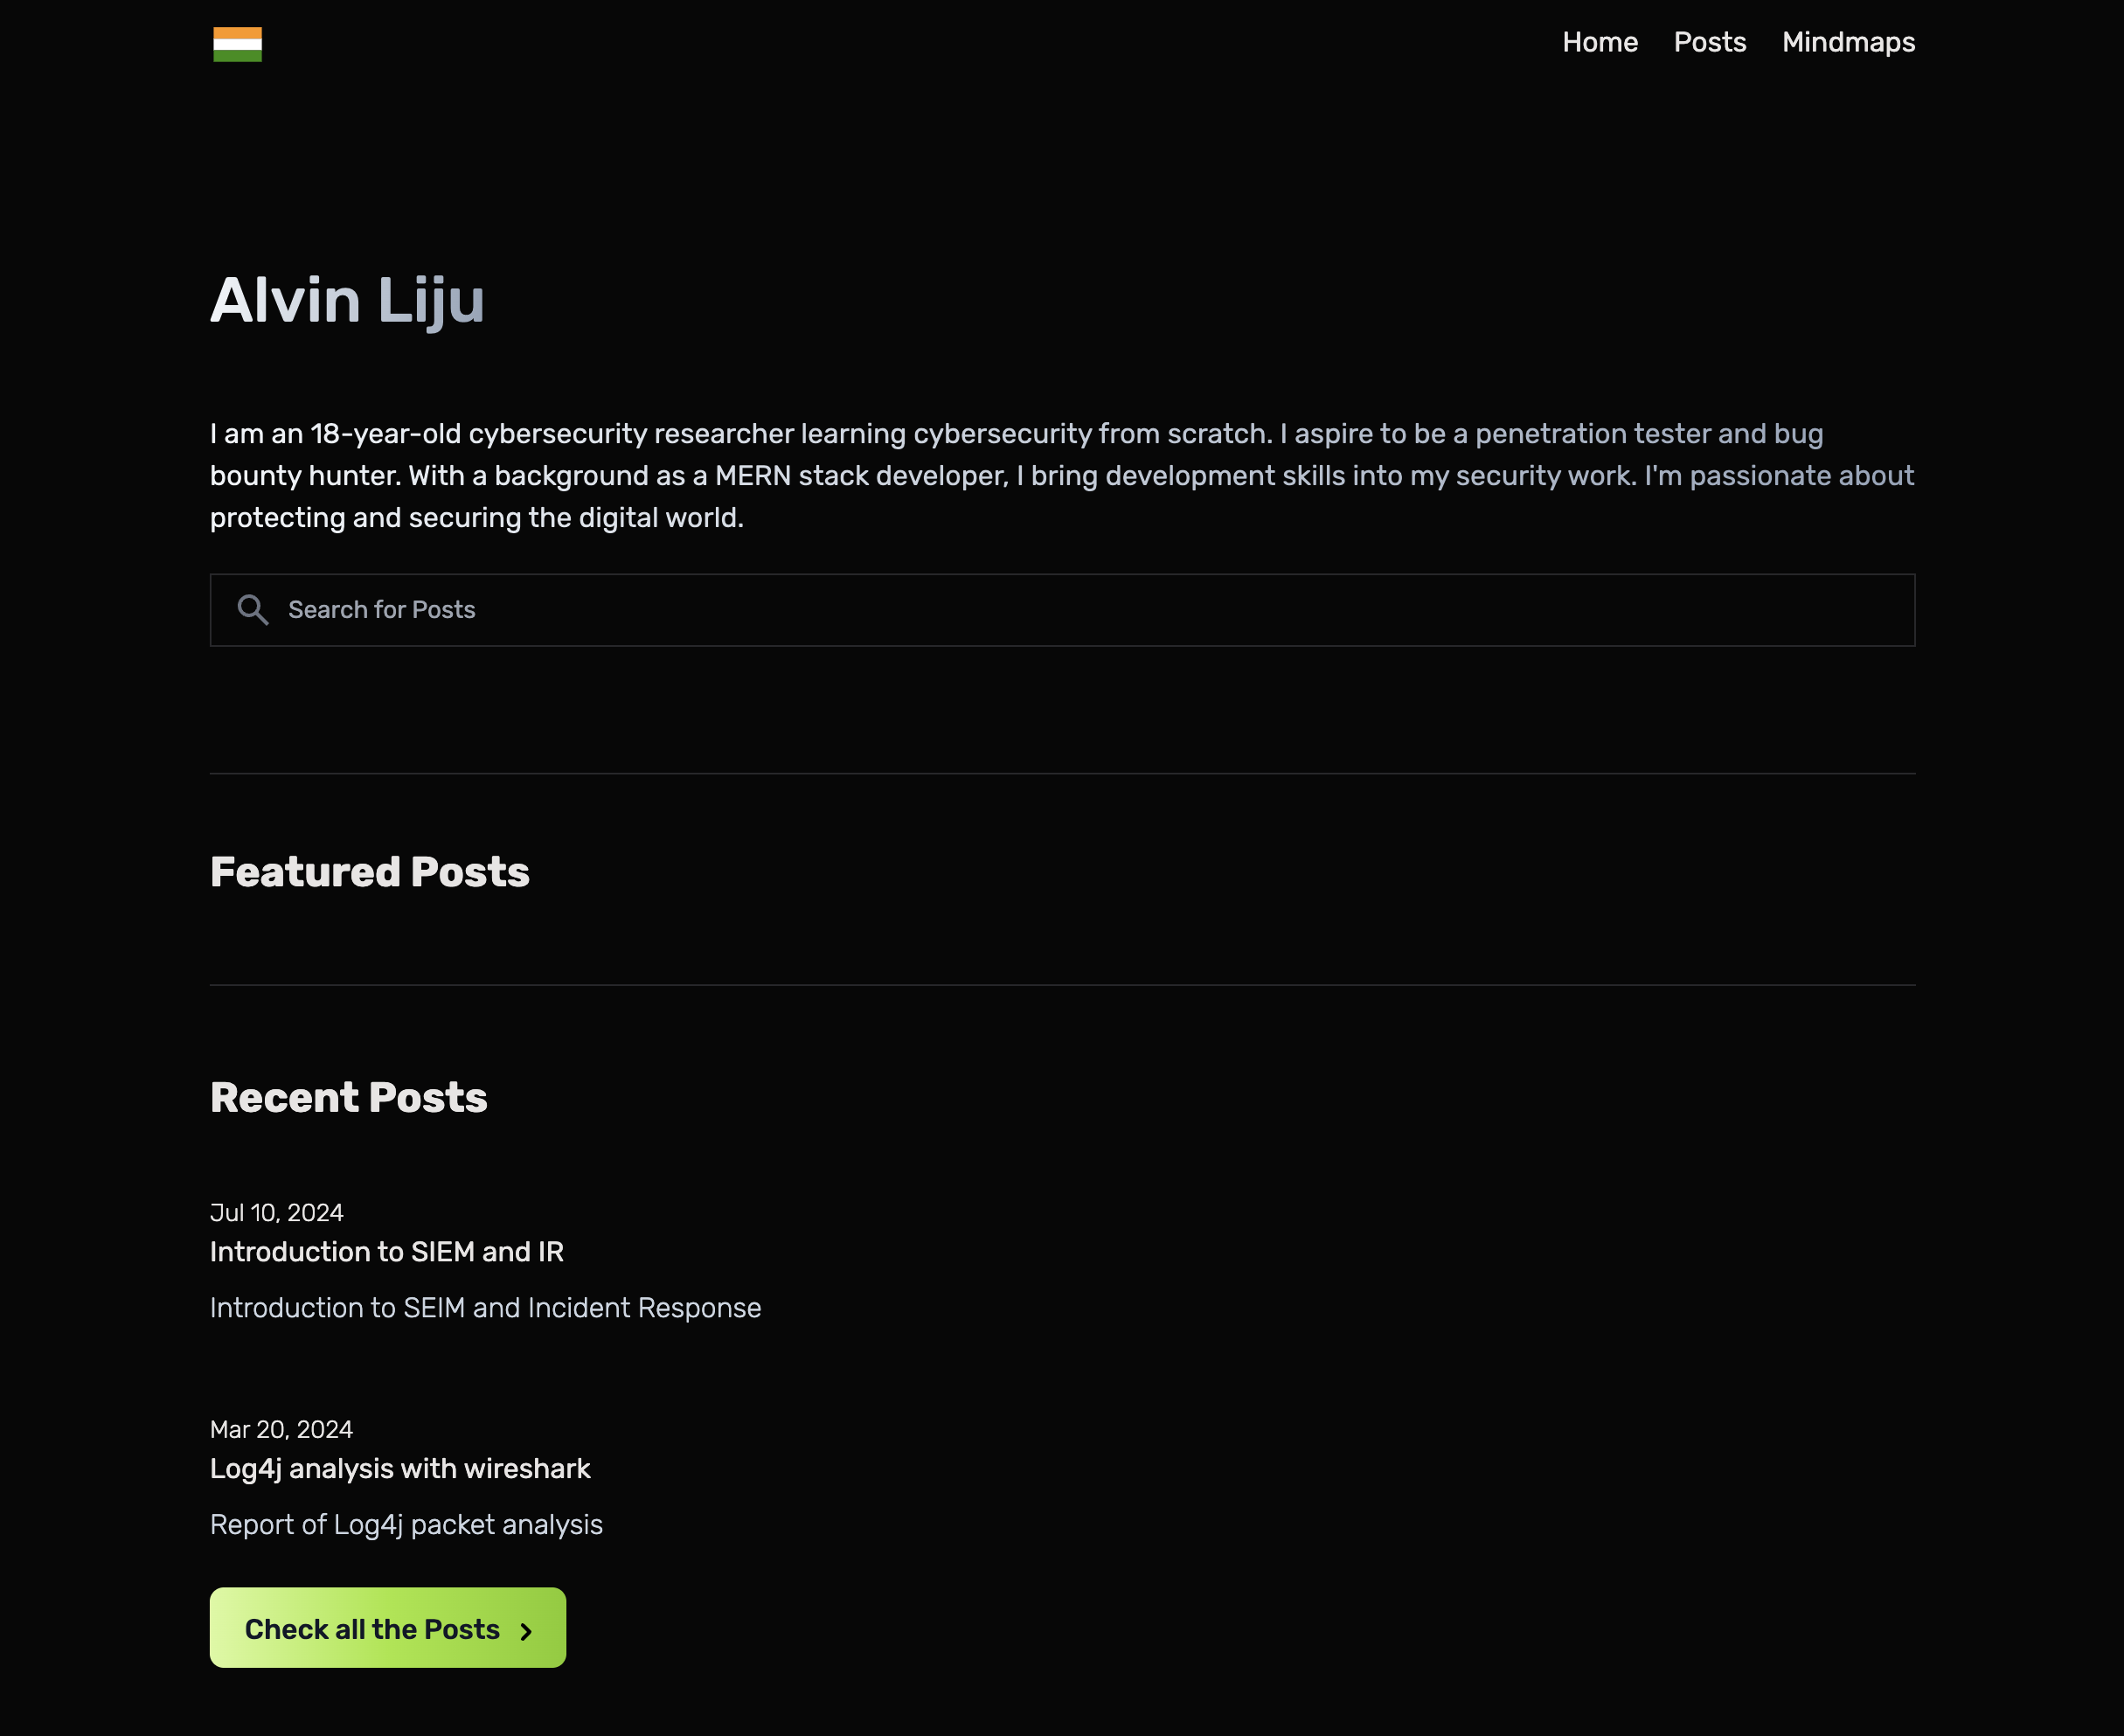 Home Posts Mindmaps
Alvin Liju
I am an 18-year-old cybersecurity researcher learning cybersecurity from scratch. I aspire to be a penetration tester and bug
bounty hunter. With a background as a MERN stack developer, I bring development skills into my security work. I'm passionate about
protecting and securing the digital world.
Search for Posts
Featured Posts
Recent Posts
Jul 10, 2024
Introduction to SIEM and IR
Introduction to SEIM and Incident Response
Mar 20, 2024
Log4j analysis with wireshark
Report of Log4j packet analysis
Check all the Posts